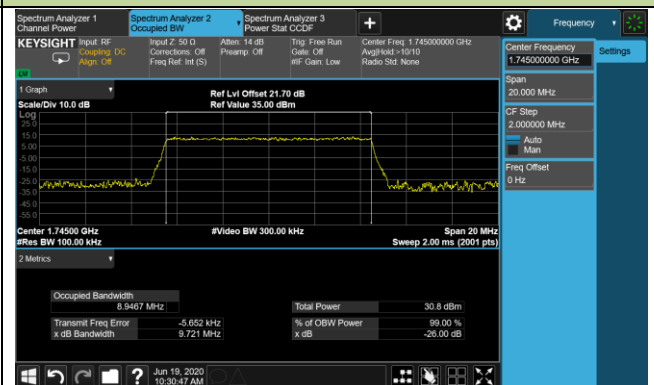 Spectrum Analyzer 1
Channel Power
Spectrum Analyzer 2
Occupied BW
Spectrum Analyzer 3
Power Stat CCDF
Frequency
KEYSIGHT
Input: RF
Coupling: DC
Align: Off
Input Z: 50 Ω
Corrections: Off
Freq Ref: Int (S)
Atten: 14 dB
Preamp: Off
Trig: Free Run
Gate: Off
#IF Gain: Low
Center Freq: 1.745000000 GHz
Avg|Hold:>10/10
Radio Std: None
Center Frequency
1.745000000 GHz
Settings
Span
20.000 MHz
CF Step
2.000000 MHz
Auto
Man
Freq Offset
0 Hz
1 Graph
Scale/Div 10.0 dB
Ref Lvl Offset 21.70 dB
Ref Value 35.00 dBm
Log
25.0
15.0
5.00
-5.00
-15.0
-25.0
-35.0
-45.0
-55.0
Center 1.74500 GHz
#Res BW 100.00 kHz
#Video BW 300.00 kHz
Span 20 MHz
Sweep 2.00 ms (2001 pts)
2 Metrics
Occupied Bandwidth
8.9467 MHz
Total Power 30.8 dBm
Transmit Freq Error -5.652 kHz
% of OBW Power 99.00 %
x dB Bandwidth 9.721 MHz
x dB -26.00 dB
Jun 19, 2020
10:30:47 AM